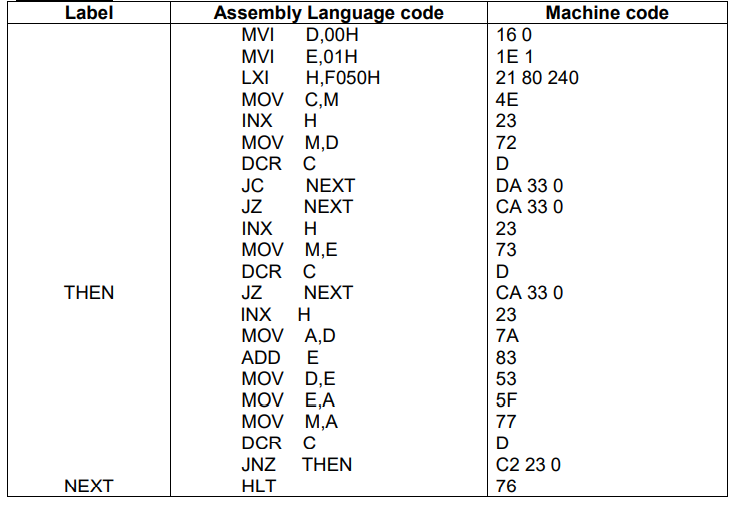 Label Assembly Language code Machine code
MVI D,00H 16 0
MVI E,01H 1E 1
LXI H,F050H 21 80 240
MOV C,M 4E
INX H 23
MOV M,D 72
DCR C D
JC NEXT DA 33 0
JZ NEXT CA 33 0
INX H 23
MOV M,E 73
DCR C D
THEN JZ NEXT CA 33 0
INX H 23
MOV A,D 7A
ADD E 83
MOV D,E 53
MOV E,A 5F
MOV M,A 77
DCR C D
JNZ THEN C2 23 0
NEXT HLT 76